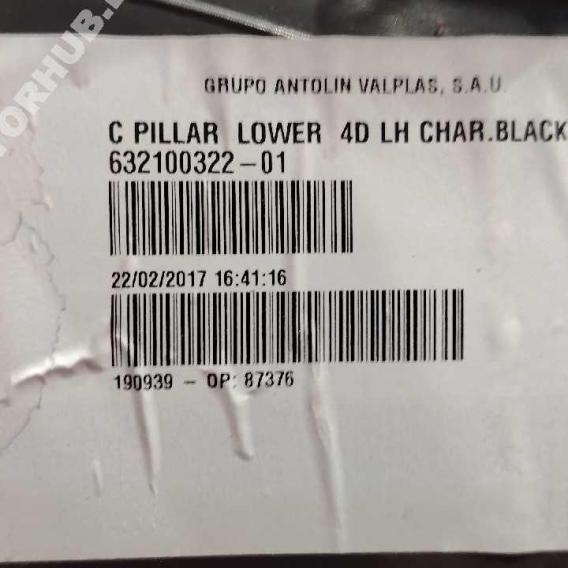 TORHUB.
GRUPO ANTOLIN VALPLAS, S.A.U.
C PILLAR LOWER 4D LH CHAR.BLACK
632100322-01
22/02/2017 16:41:16
190939 - OP: 87376